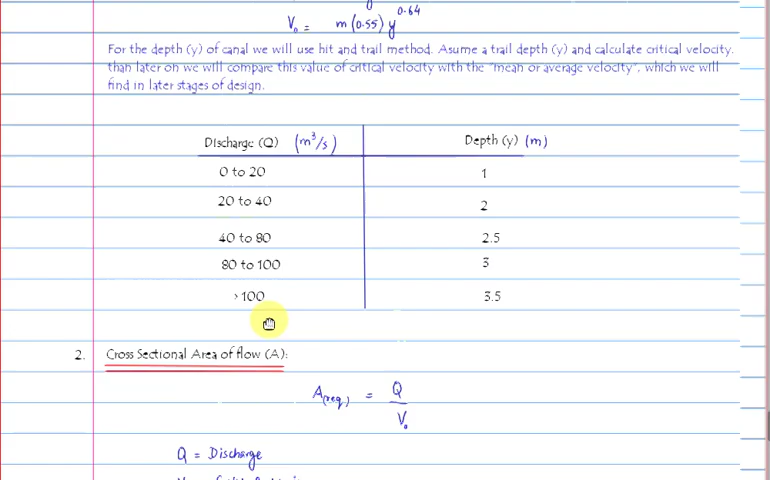 V₀ = m (0.55) y^0.64
For the depth (y) of canal we will use hit and trail method. Asume a trail depth (y) and calculate critical velocity.
than later on we will compare this value of critical velocity with the "mean or average velocity", which we will
find in later stages of design.
Discharge (Q) (m³/s) Depth (y) (m)
0 to 20 1
20 to 40 2
40 to 80 2.5
80 to 100 3
>100 3.5
2. Cross Sectional Area of flow (A):
A(req.) = Q / V₀
Q = Discharge